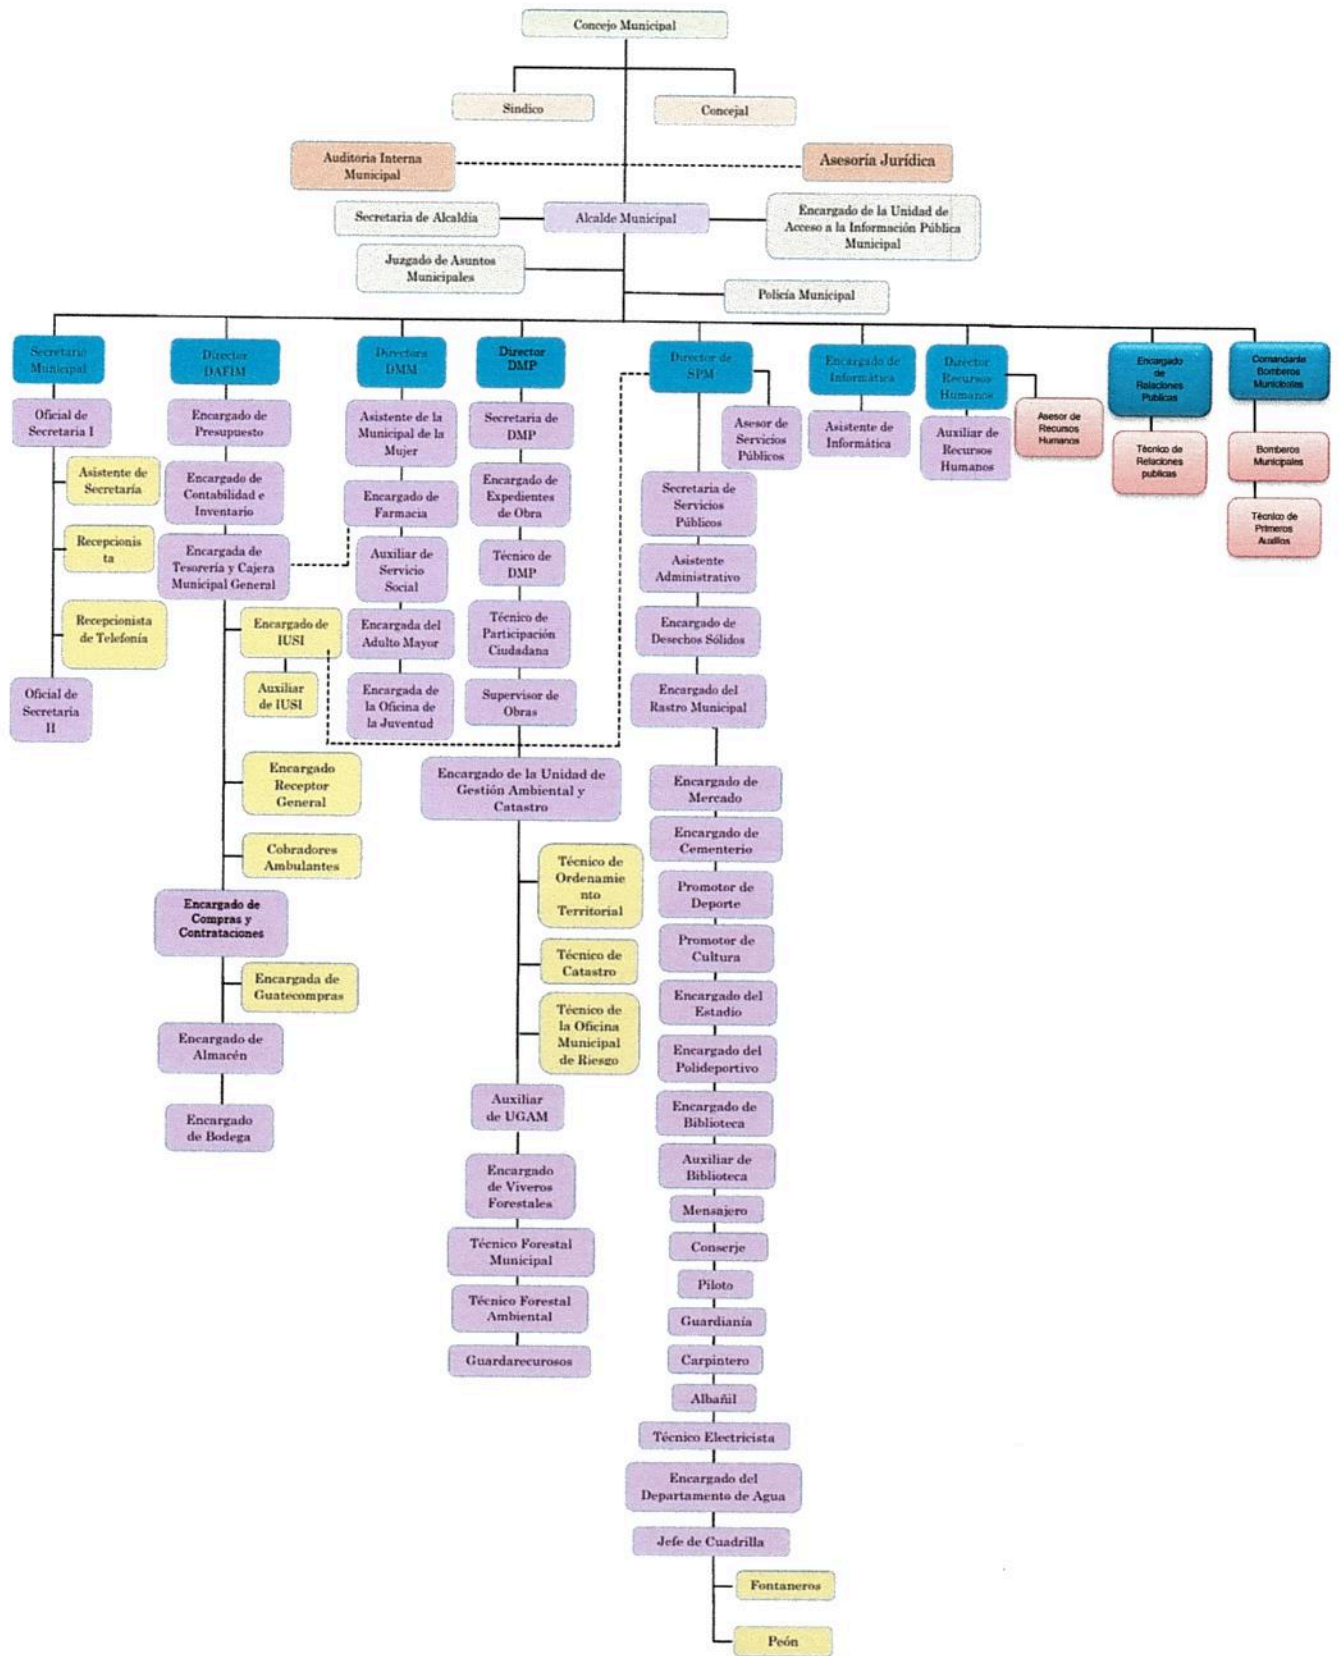 Concejo Municipal
Sindico
Concejal
Auditoria Interna
Municipal
Asesoría Jurídica
Secretaria de Alcaldía
Alcalde Municipal
Encargado de la Unidad de
Acceso a la Información Pública
Municipal
Juzgado de Asuntos
Municipales
Policía Municipal
Secretario
Municipal
Oficial de
Secretaria I
Asistente de
Secretaría
Recepcionis
ta
Recepcionista
de Telefonía
Oficial de
Secretaria
II
Director
DAFIM
Encargado de
Presupuesto
Encargado de
Contabilidad e
Inventario
Encargada de
Tesorería y Cajera
Municipal General
Encargado de
IUSI
Auxiliar
de IUSI
Encargado
Receptor
General
Cobradores
Ambulantes
Encargado de
Compras y
Contrataciones
Encargada de
Guatecompras
Encargado de
Almacén
Encargado
de Bodega
Directora
DMM
Asistente de la
Municipal de la
Mujer
Encargado de
Farmacia
Auxiliar de
Servicio
Social
Encargada del
Adulto Mayor
Encargada de
la Oficina de
la Juventud
Director
DMP
Secretaria de
DMP
Encargado de
Expedientes
de Obra
Técnico de
DMP
Técnico de
Participación
Ciudadana
Supervisor de
Obras
Encargado de la Unidad de
Gestión Ambiental y
Catastro
Técnico de
Ordenamie
nto
Territorial
Técnico de
Catastro
Técnico de
la Oficina
Municipal
de Riesgo
Auxiliar
de UGAM
Encargado
de Viveros
Forestales
Técnico Forestal
Municipal
Técnico Forestal
Ambiental
Guardarecurosos
Director de
SPM
Asesor de
Servicios
Públicos
Secretaria de
Servicios
Públicos
Asistente
Administrativo
Encargado de
Desechos Sólidos
Encargado del
Rastro Municipal
Encargado de
Mercado
Encargado de
Cementerio
Promotor de
Deporte
Promotor de
Cultura
Encargado del
Estadio
Encargado del
Polideportivo
Encargado de
Biblioteca
Auxiliar de
Biblioteca
Mensajero
Conserje
Piloto
Guardianía
Carpintero
Albañil
Técnico Electricista
Encargado del
Departamento de Agua
Jefe de Cuadrilla
Fontaneros
Peón
Encargado de
Informática
Asistente de
Informática
Director
Recursos
Humanos
Auxiliar de
Recursos
Humanos
Asesor de
Recursos
Humanos
Encargado
de
Relaciones
Publicas
Técnico de
Relaciones
publicas
Comandante
Bomberos
Municipales
Bomberos
Municipales
Técnico de
Primeros
Auxilios